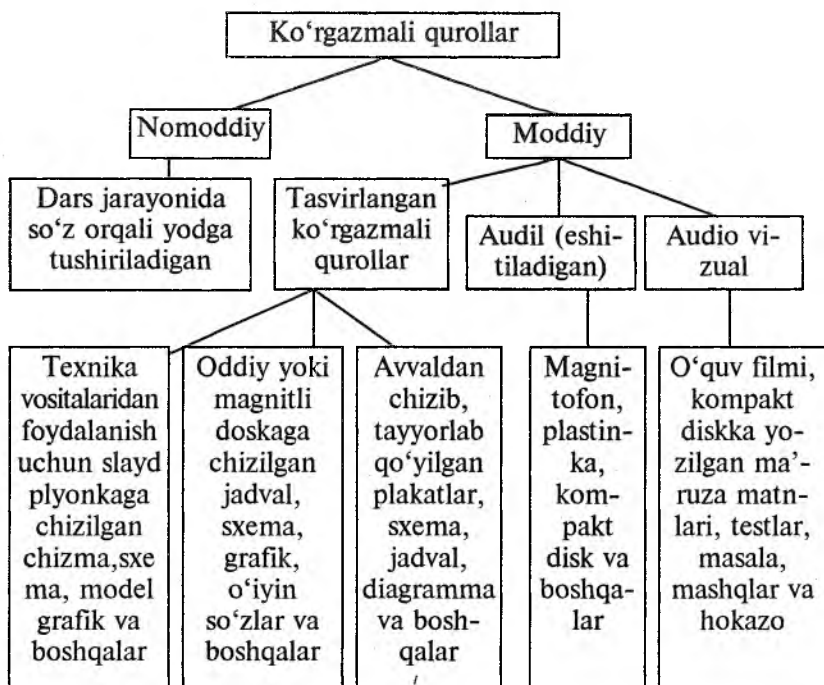 Ko‘rgazmali qurollar
Nomoddiy
Moddiy
Dars jarayonida
so‘z orqali yodga
tushiriladigan
Tasvirlangan
ko‘rgazmali
qurollar
Audil (eshi-
tiladigan)
Audio vi-
zual
Texnika
vositalaridan
foydalanish
uchun slayd
plyonkaga
chizilgan
chizma,sxe
ma, model
grafik va
boshqalar
Oddiy yoki
magnitli
doskaga
chizilgan
jadval,
sxema,
grafik,
o‘iyin
so‘zlar va
boshqalar
Avvaldan
chizib,
tayyorlab
qo‘yilgan
plakatlar,
sxema,
jadval,
diagramma
va bosh-
qalar
Magni-
tofon,
plastin-
ka,
kom-
pakt
disk va
boshqa-
lar
O‘quv filmi,
kompakt
diskka yo-
zilgan ma’-
ruza matn-
lari, testlar,
masala,
mashqlar va
hokazo